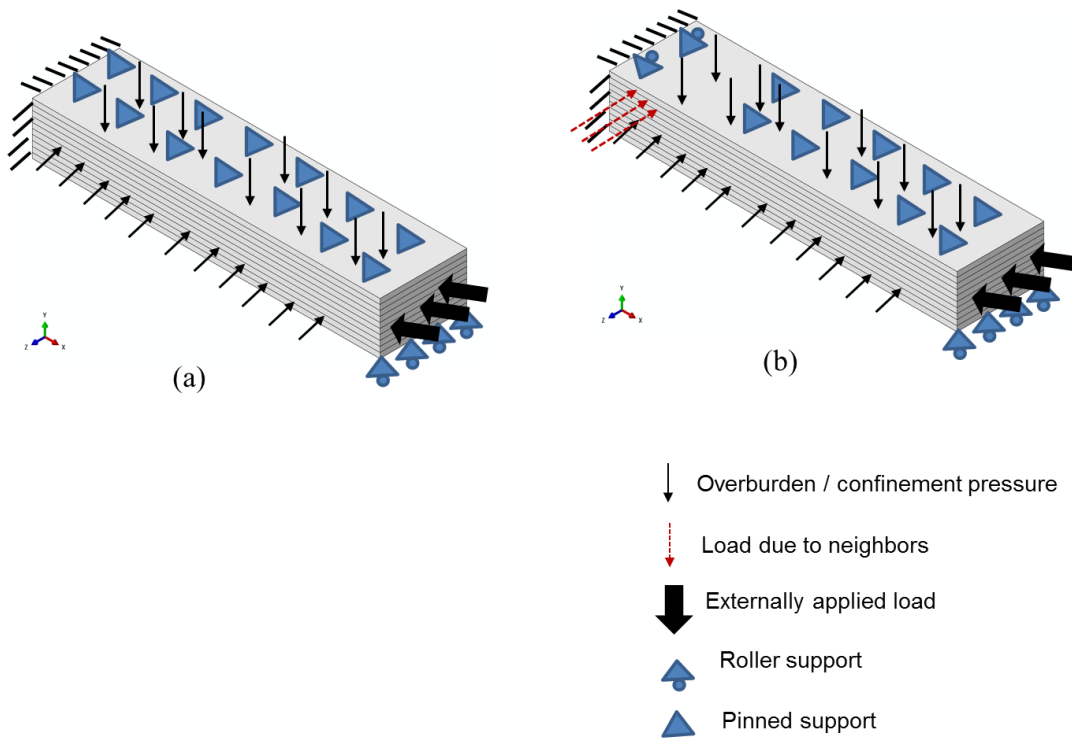 Y
Z
X
(a)
Y
Z
X
(b)
Overburden / confinement pressure
Load due to neighbors
Externally applied load
Roller support
Pinned support